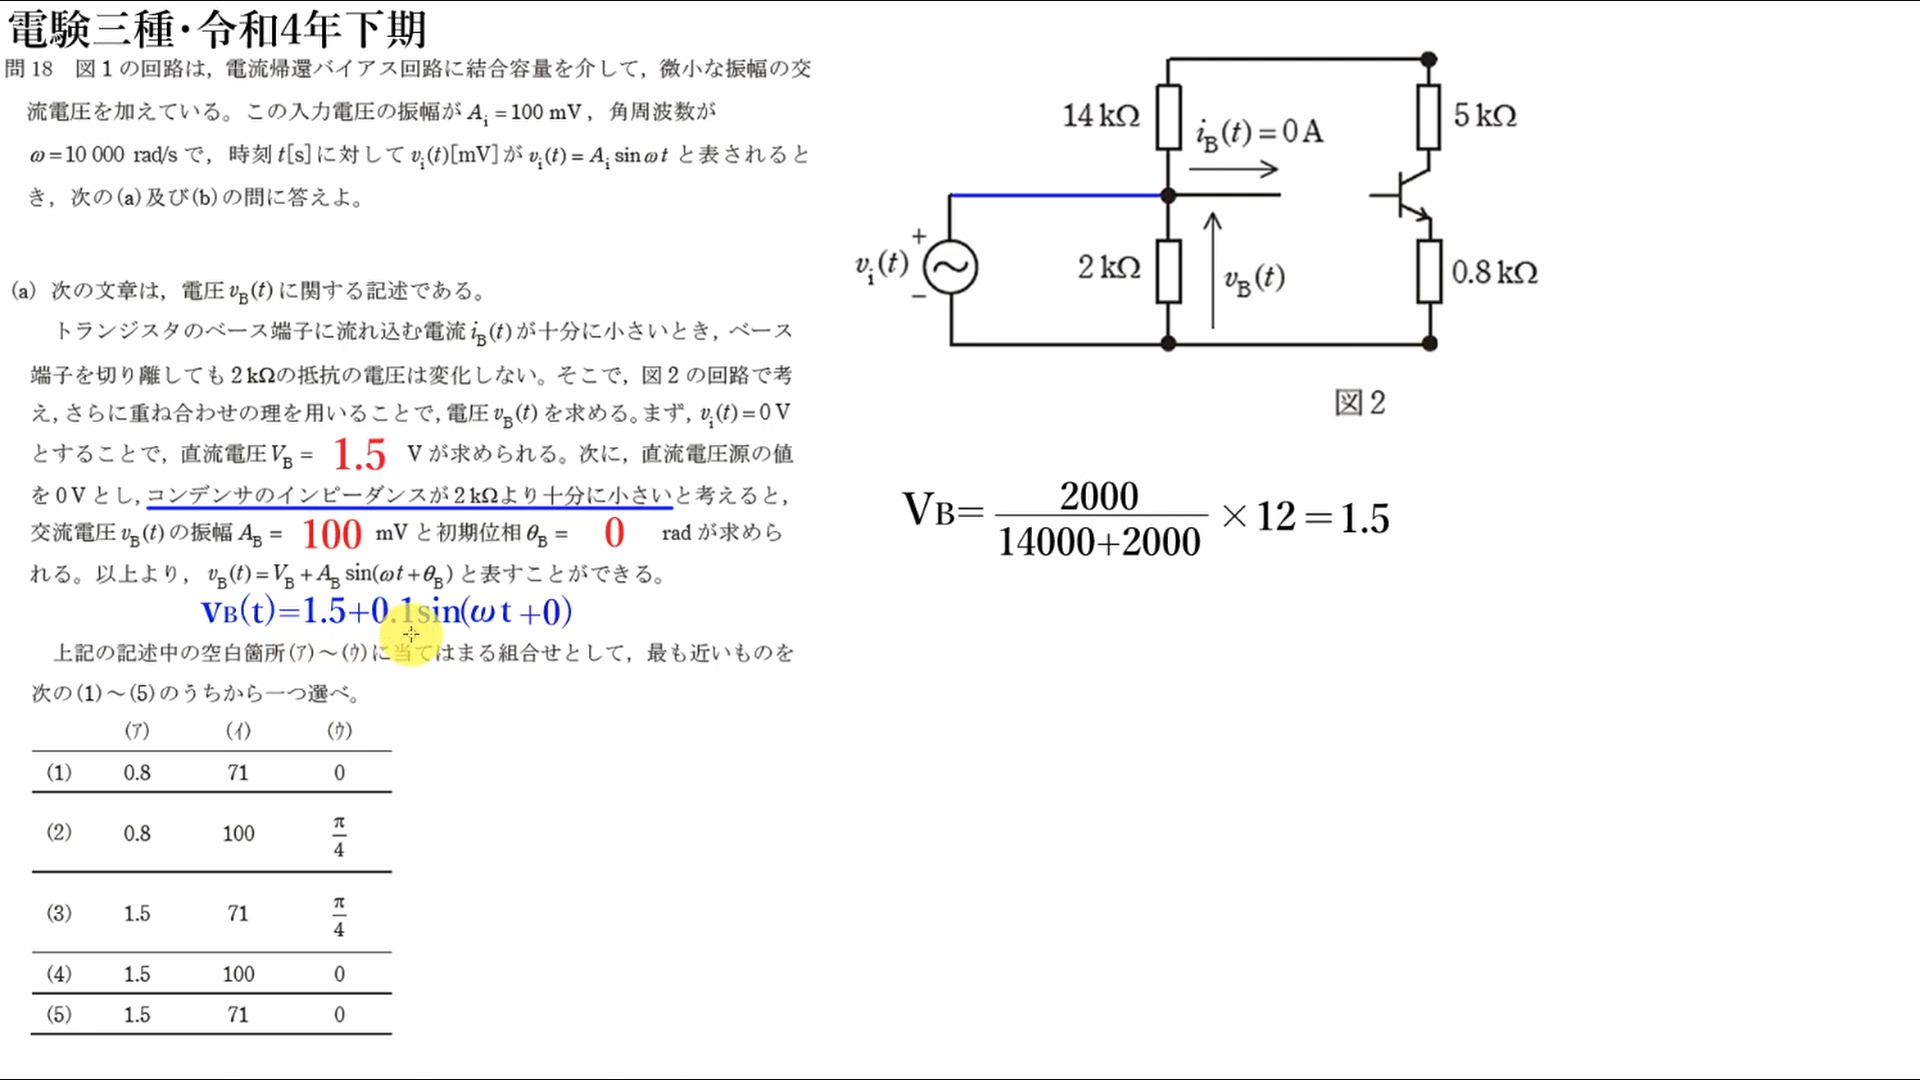 電験三種･令和4年下期
問 18　図 1 の回路は，電流帰還バイアス回路に結合容量を介して，微小な振幅の交
流電圧を加えている。この入力電圧の振幅が Ai = 100 mV，角周波数が
ω = 10 000 rad/s で，時刻 t[s] に対して vi(t)[mV] が vi(t) = Ai sin ωt と表されると
き，次の(a)及び(b)の問に答えよ。
(a) 次の文章は，電圧 vB(t) に関する記述である。
トランジスタのベース端子に流れ込む電流 iB(t) が十分に小さいとき，ベース
端子を切り離しても 2 kΩの抵抗の電圧は変化しない。そこで，図 2 の回路で考
え，さらに重ね合わせの理を用いることで，電圧 vB(t) を求める。まず，vi(t) = 0 V
とすることで，直流電圧 VB = 1.5 V が求められる。次に，直流電圧源の値
を 0 V とし，コンデンサのインピーダンスが 2 kΩより十分に小さいと考えると，
交流電圧 vB(t) の振幅 AB = 100 mV と初期位相 θB = 0 rad が求めら
れる。以上より， vB(t) = VB + AB sin(ωt + θB) と表すことができる。
VB(t)=1.5+0.1sin(ωt+0)
上記の記述中の空白箇所(ｱ)～(ｳ)に当てはまる組合せとして，最も近いものを
次の(1)～(5)のうちから一つ選べ。
(ｱ) (ｲ) (ｳ)
(1) 0.8 71 0
(2) 0.8 100 π/4
(3) 1.5 71 π/4
(4) 1.5 100 0
(5) 1.5 71 0
14 kΩ
iB(t) = 0 A
5 kΩ
+
vi(t)
−
2 kΩ
vB(t)
0.8 kΩ
図 2
VB= 2000/14000+2000 ×12=1.5